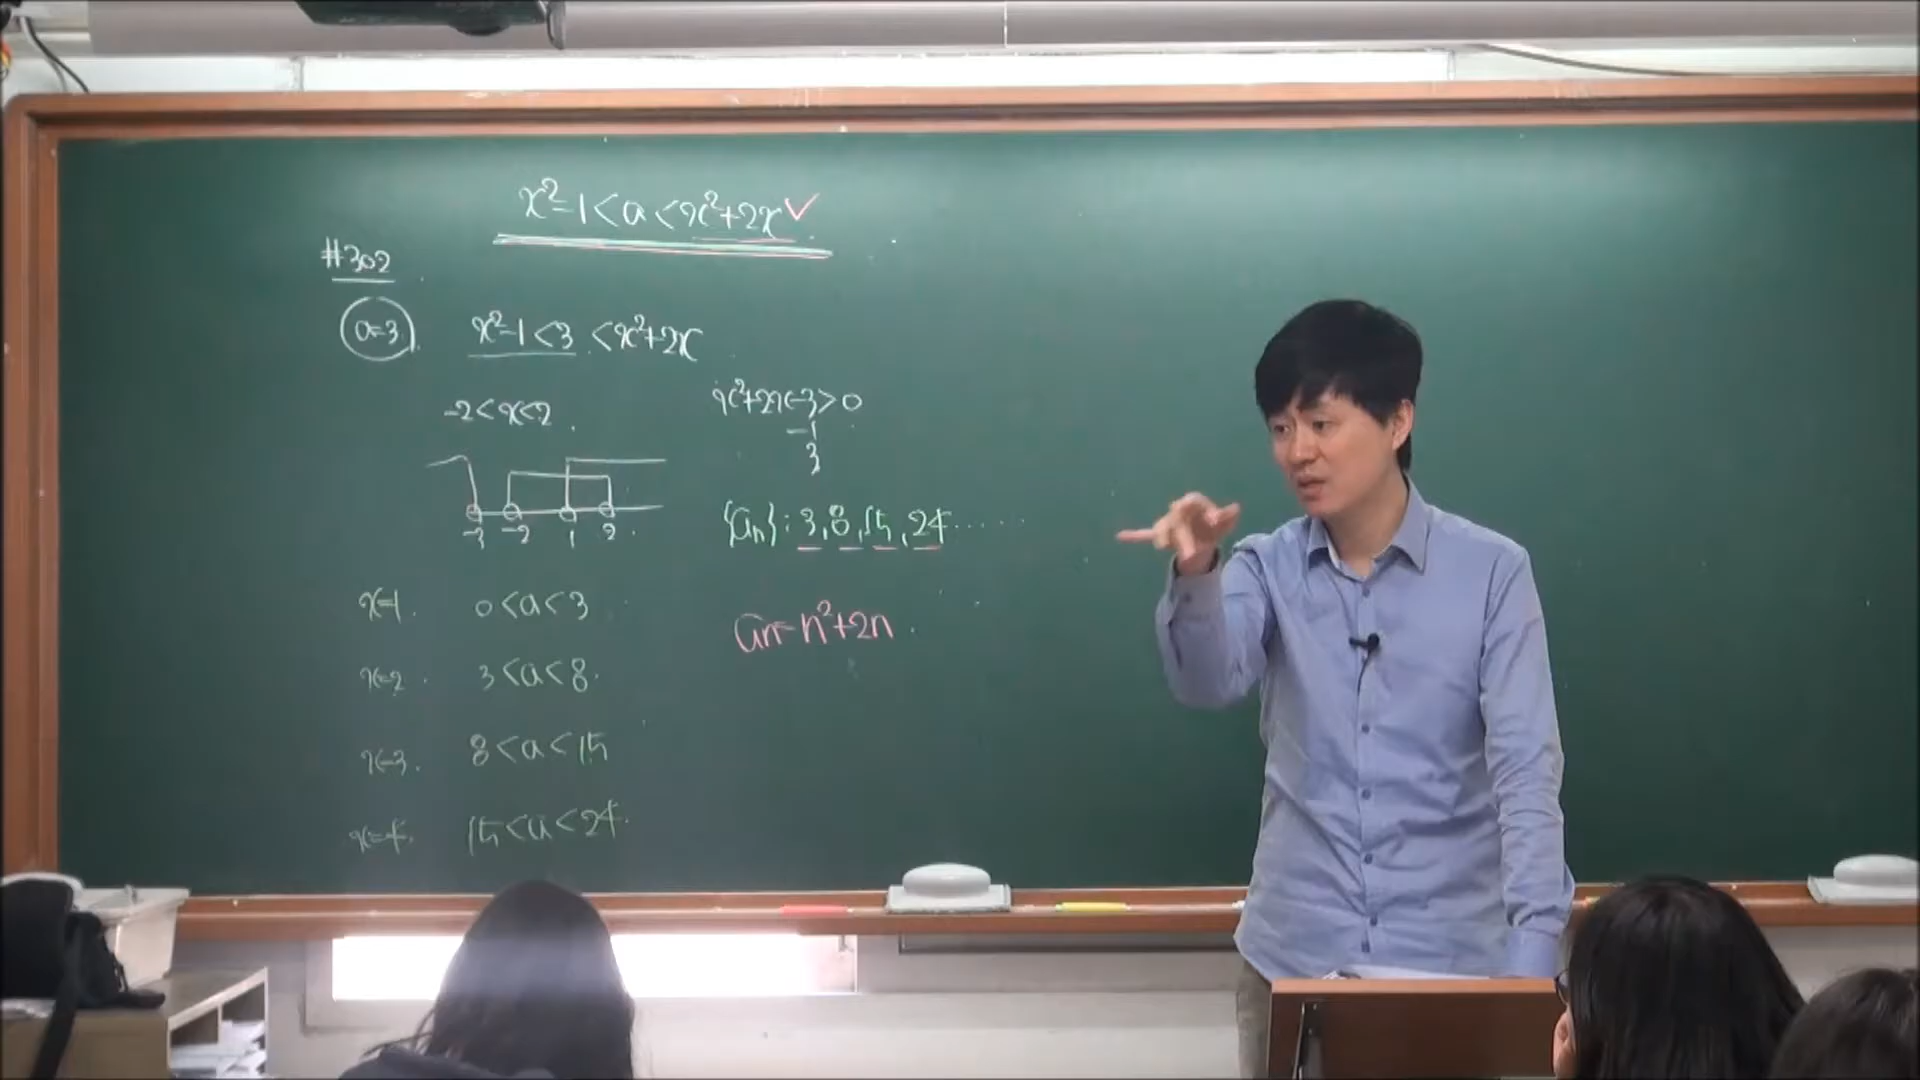 x²-1<a<x²+2x ✓
#302
a=3 x²-1<3 <x²+2x
-2<x<2
x²+2x-3>0
-1
3
-3 -2 1 2
{an}: 3, 8, 15, 24 ······
x=1. 0<a<3
an=n²+2n
x=2. 3<a<8.
x=3. 8<a<15
x=4. 15<a<24.